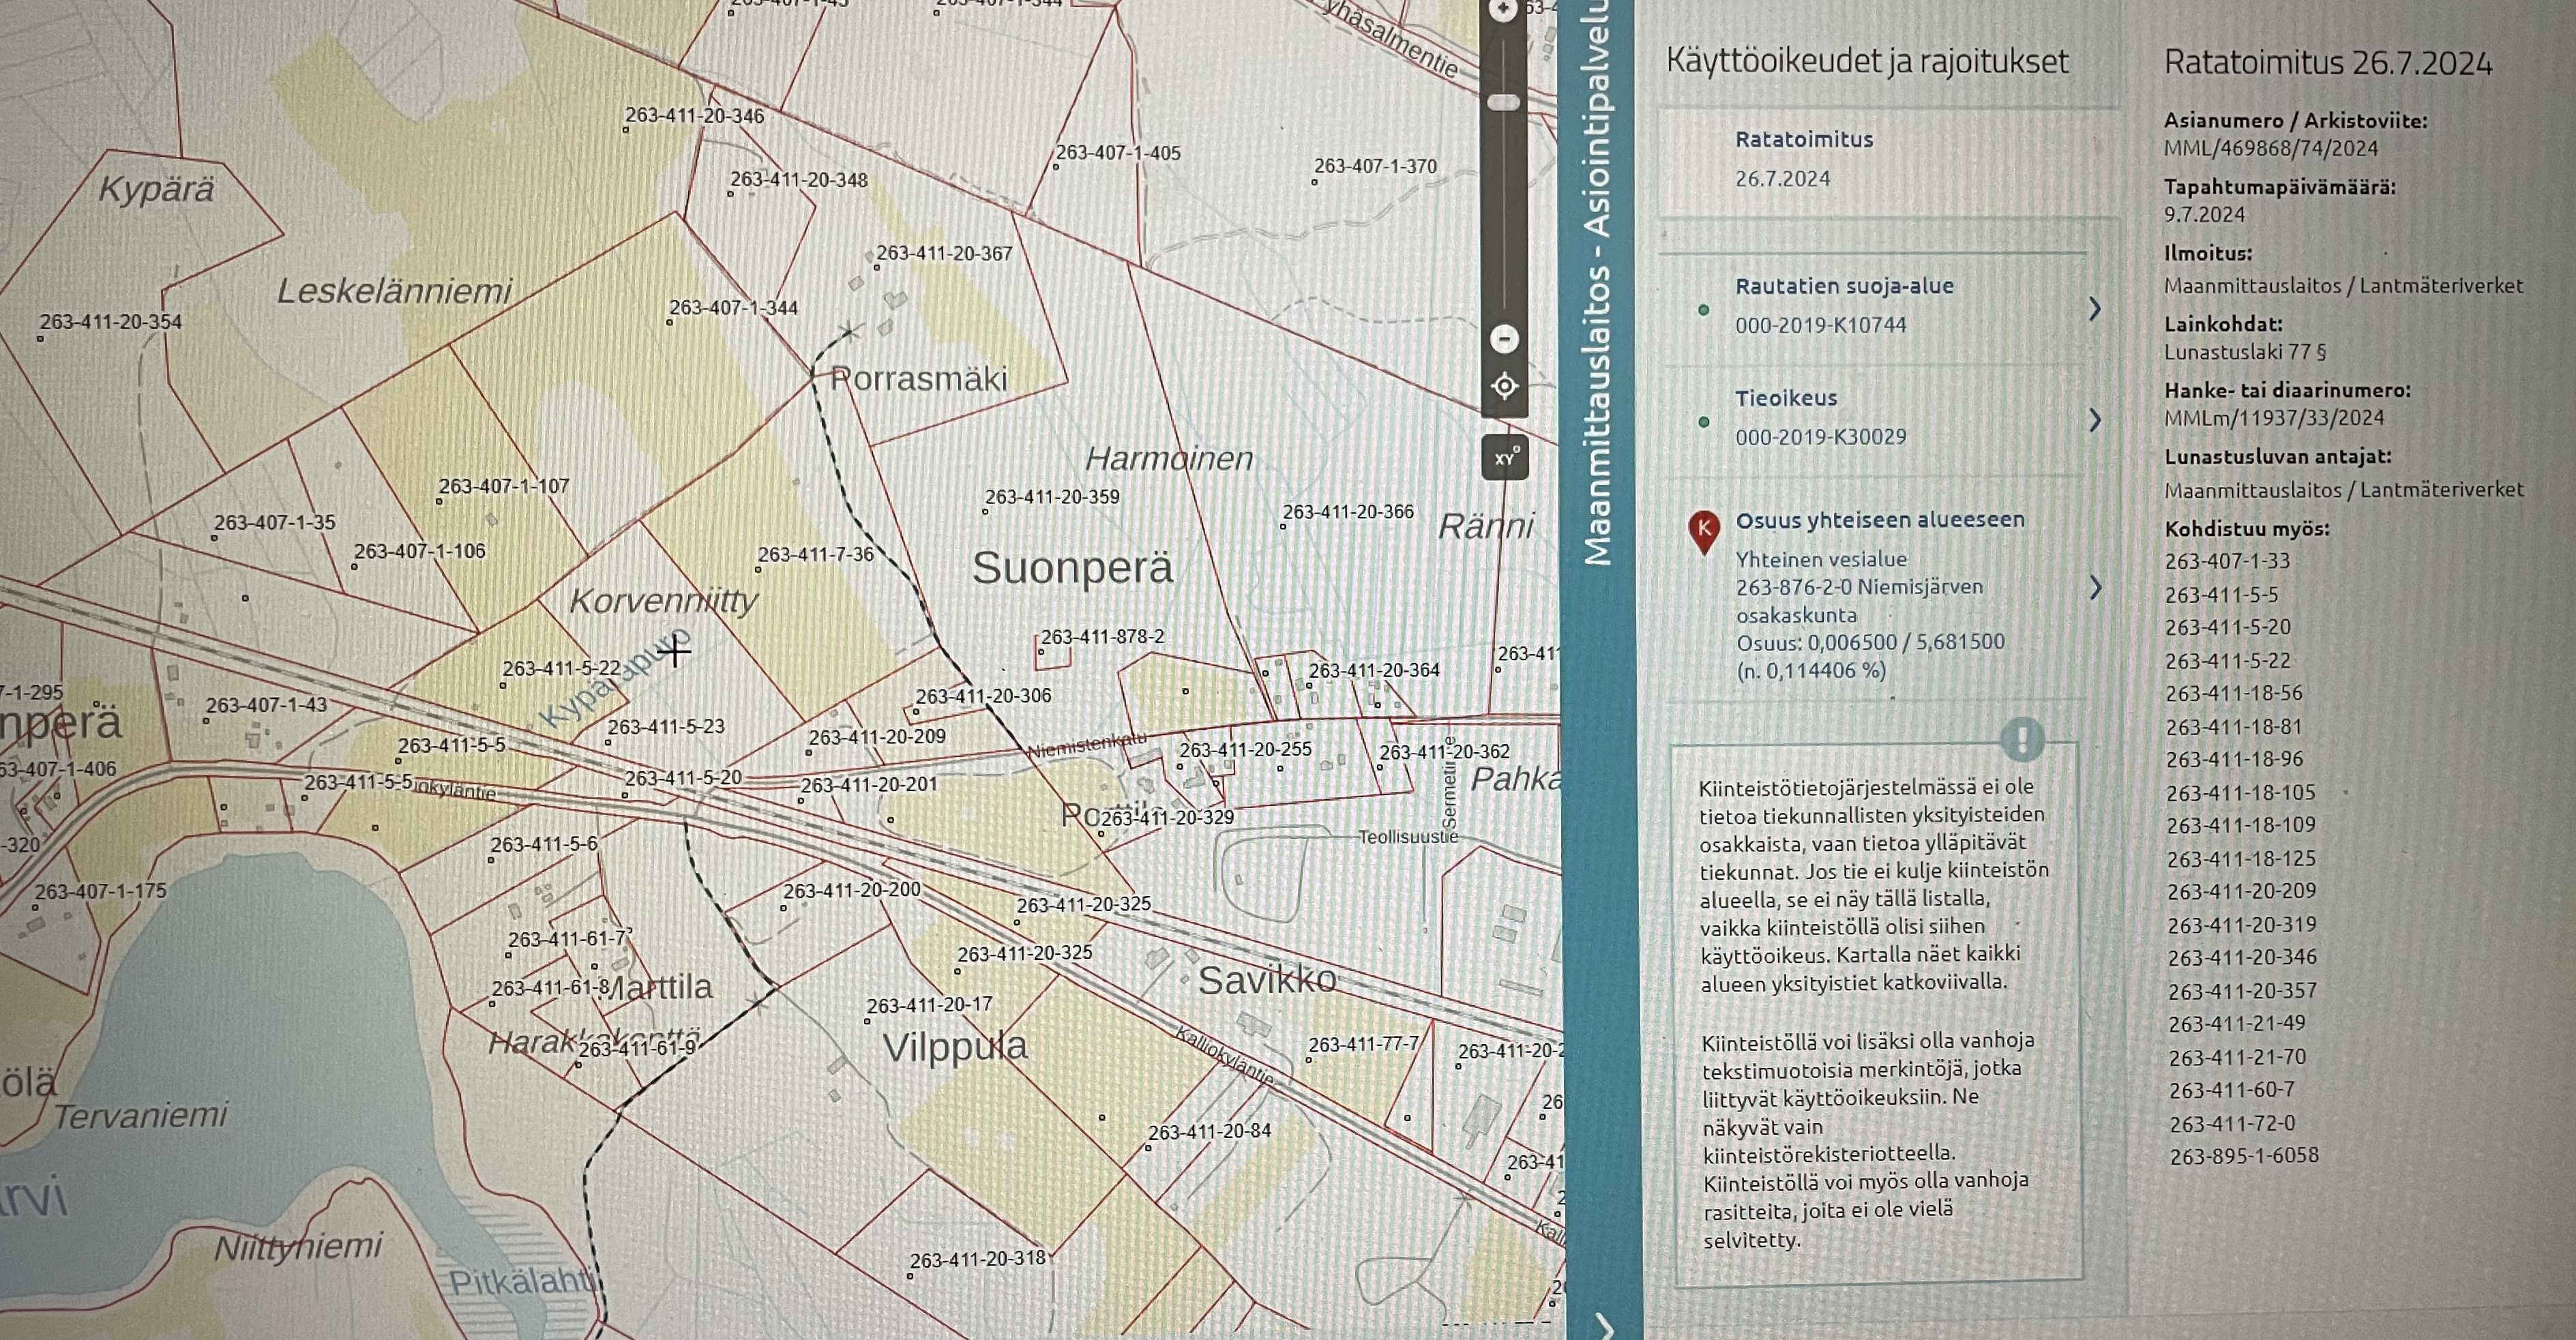 263-411-20-346
263-407-1-405
263-407-1-370
263-411-20-348
Kypärä
263-411-20-367
Leskelänniemi
263-407-1-344
263-411-20-354
Porrasmäki
Harmoinen
263-407-1-107
263-411-20-359
263-411-20-366
Ränni
263-407-1-35
263-407-1-106
263-411-7-36
Suonperä
Korvenniitty
Kypäräpuro
263-411-878-2
263-411-5-22
263-411-20-364
263-41
7-1-295
263-407-1-43
263-411-20-306
nperä
263-411-5-23
263-411-20-209
Niemistenkatu
263-411-5-5
263-411-20-255
263-411-20-362
63-407-1-406
263-411-5-5
okyläntie
263-411-5-20
263-411-20-201
Pahka
263-411-20-329
Teollisuustie
-320
263-411-5-6
263-407-1-175
263-411-20-200
263-411-20-325
263-411-61-7
263-411-20-325
Savikko
263-411-61-8
Marttila
263-411-20-17
263-411-61-9
Vilppula
Kalliokyläntie
263-411-77-7
263-411-20-2
ölä
Tervaniemi
26
263-411-20-84
263-41
rvi
Niittyniemi
Kalli
Pitkälahti
263-411-20-318
XY°
Maanmittauslaitos - Asiointipalvelu
Käyttöoikeudet ja rajoitukset
Ratatoimitus
26.7.2024
Rautatien suoja-alue
000-2019-K10744
Tieoikeus
000-2019-K30029
K
Osuus yhteiseen alueeseen
Yhteinen vesialue
263-876-2-0 Niemisjärven
osakaskunta
Osuus: 0,006500 / 5,681500
(n. 0,114406 %)
!
Kiinteistötietojärjestelmässä ei ole
tietoa tiekunnallisten yksityisteiden
osakkaista, vaan tietoa ylläpitävät
tiekunnat. Jos tie ei kulje kiinteistön
alueella, se ei näy tällä listalla,
vaikka kiinteistöllä olisi siihen
käyttöoikeus. Kartalla näet kaikki
alueen yksityistiet katkoviivalla.
Kiinteistöllä voi lisäksi olla vanhoja
tekstimuotoisia merkintöjä, jotka
liittyvät käyttöoikeuksiin. Ne
näkyvät vain
kiinteistörekisteriotteella.
Kiinteistöllä voi myös olla vanhoja
rasitteita, joita ei ole vielä
selvitetty.
Ratatoimitus 26.7.2024
Asianumero / Arkistoviite:
MML/469868/74/2024
Tapahtumapäivämäärä:
9.7.2024
Ilmoitus:
Maanmittauslaitos / Lantmäteriverket
Lainkohdat:
Lunastuslaki 77 §
Hanke- tai diaarinumero:
MMLm/11937/33/2024
Lunastusluvan antajat:
Maanmittauslaitos / Lantmäteriverket
Kohdistuu myös:
263-407-1-33
263-411-5-5
263-411-5-20
263-411-5-22
263-411-18-56
263-411-18-81
263-411-18-96
263-411-18-105
263-411-18-109
263-411-18-125
263-411-20-209
263-411-20-319
263-411-20-346
263-411-20-357
263-411-21-49
263-411-21-70
263-411-60-7
263-411-72-0
263-895-1-6058